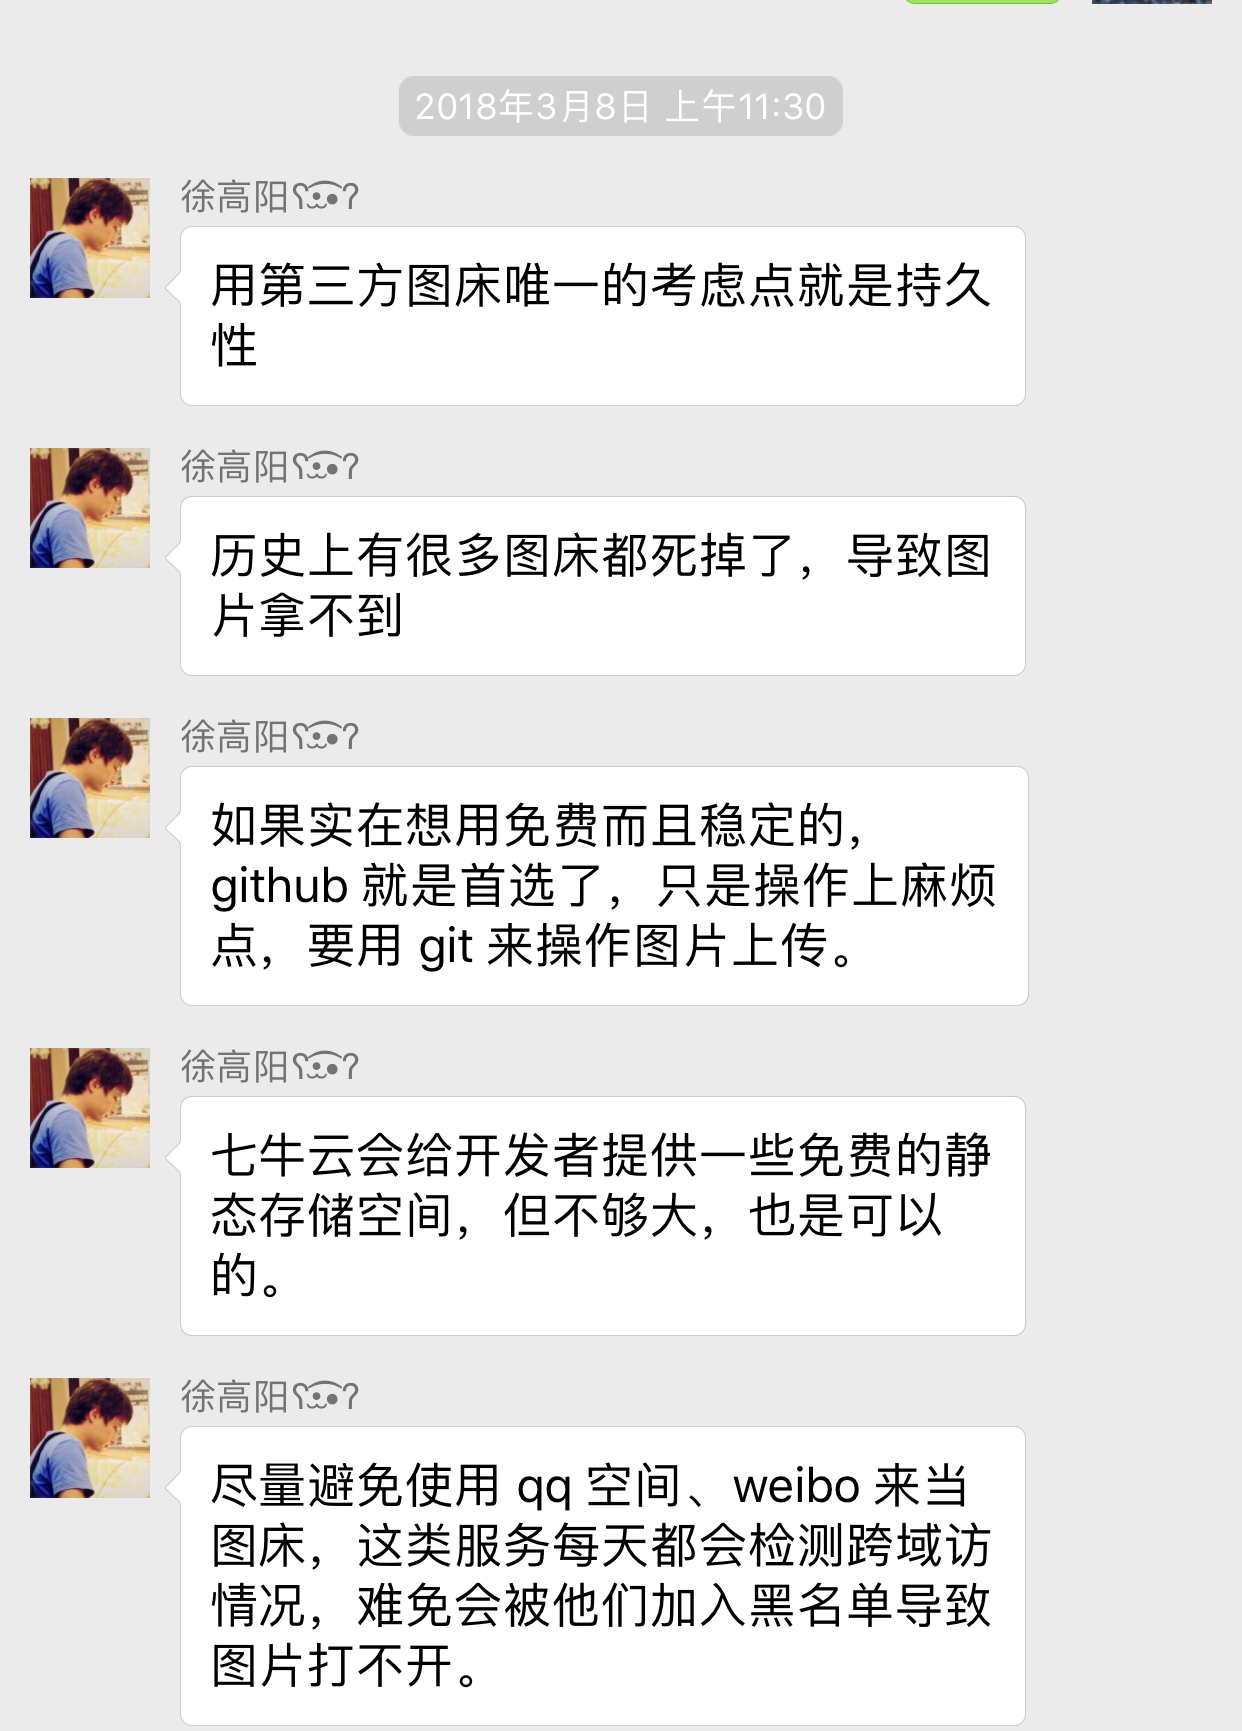 2018年3月8日 上午11:30
徐高阳ʕ•̫͡•ʔ
用第三方图床唯一的考虑点就是持久
性
徐高阳ʕ•̫͡•ʔ
历史上有很多图床都死掉了，导致图
片拿不到
徐高阳ʕ•̫͡•ʔ
如果实在想用免费而且稳定的，
github 就是首选了，只是操作上麻烦
点，要用 git 来操作图片上传。
徐高阳ʕ•̫͡•ʔ
七牛云会给开发者提供一些免费的静
态存储空间，但不够大，也是可以
的。
徐高阳ʕ•̫͡•ʔ
尽量避免使用 qq 空间、weibo 来当
图床，这类服务每天都会检测跨域访
情况，难免会被他们加入黑名单导致
图片打不开。